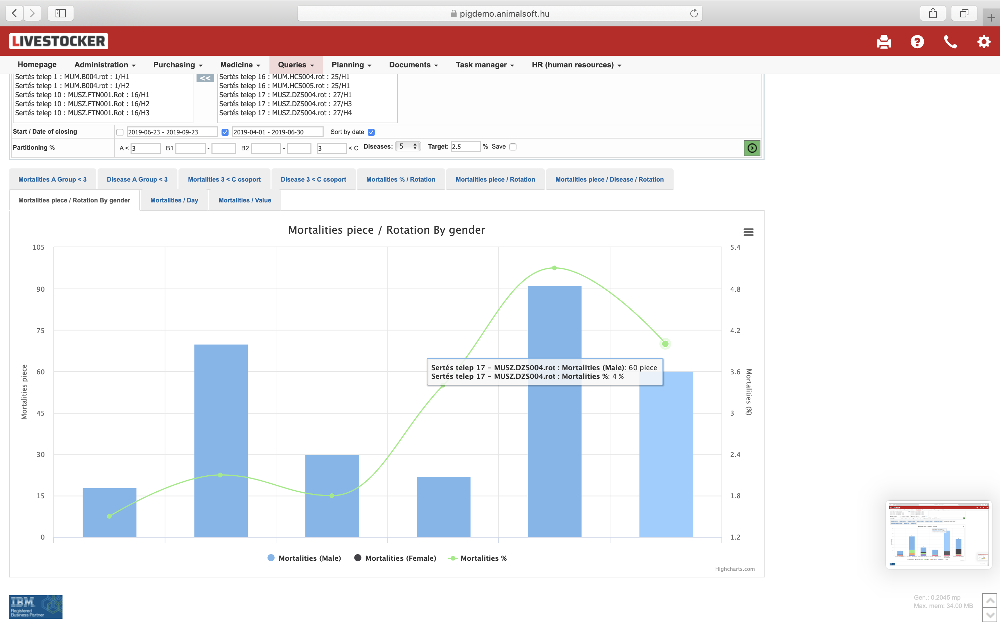 pigdemo.animalsoft.hu
LIVESTOCKER
Homepage Administration Purchasing Medicine Queries Planning Documents Task manager HR (human resources)
Sertés telep 1 : MUM.B004.rot : 1/H1
Sertés telep 1 : MUM.B004.rot : 1/H2
Sertés telep 10 : MUSZ.FTN001.Rot : 16/H1
Sertés telep 10 : MUSZ.FTN001.Rot : 16/H2
Sertés telep 10 : MUSZ.FTN001.Rot : 16/H3
<<
Sertés telep 16 : MUM.HCS004.rot : 25/H1
Sertés telep 16 : MUM.HCS005.rot : 25/H1
Sertés telep 17 : MUSZ.DZS004.rot : 27/H1
Sertés telep 17 : MUSZ.DZS004.rot : 27/H3
Sertés telep 17 : MUSZ.DZS004.rot : 27/H4
Start / Date of closing 2019-06-23 - 2019-09-23 2019-04-01 - 2019-06-30 Sort by date
Partitioning % A < 3 B1 - B2 - 3 < C Diseases: 5 Target: 2.5 % Save
Mortalities A Group < 3 Disease A Group < 3 Mortalities 3 < C csoport Disease 3 < C csoport Mortalities % / Rotation Mortalities piece / Rotation Mortalities piece / Disease / Rotation
Mortalities piece / Rotation By gender Mortalities / Day Mortalities / Value
Mortalities piece / Rotation By gender
105 5.4
90 4.8
75 4.2
60 3.6
45 3
30 2.4
15 1.8
0 1.2
Mortalities piece
Mortalities (%)
Sertés telep 17 – MUSZ.DZS004.rot : Mortalities (Male): 60 piece
Sertés telep 17 – MUSZ.DZS004.rot : Mortalities %: 4 %
Mortalities (Male) Mortalities (Female) Mortalities %
Highcharts.com
IBM
Registered
Business Partner
Gen.: 0.2045 mp
Max. mem: 34.00 MB